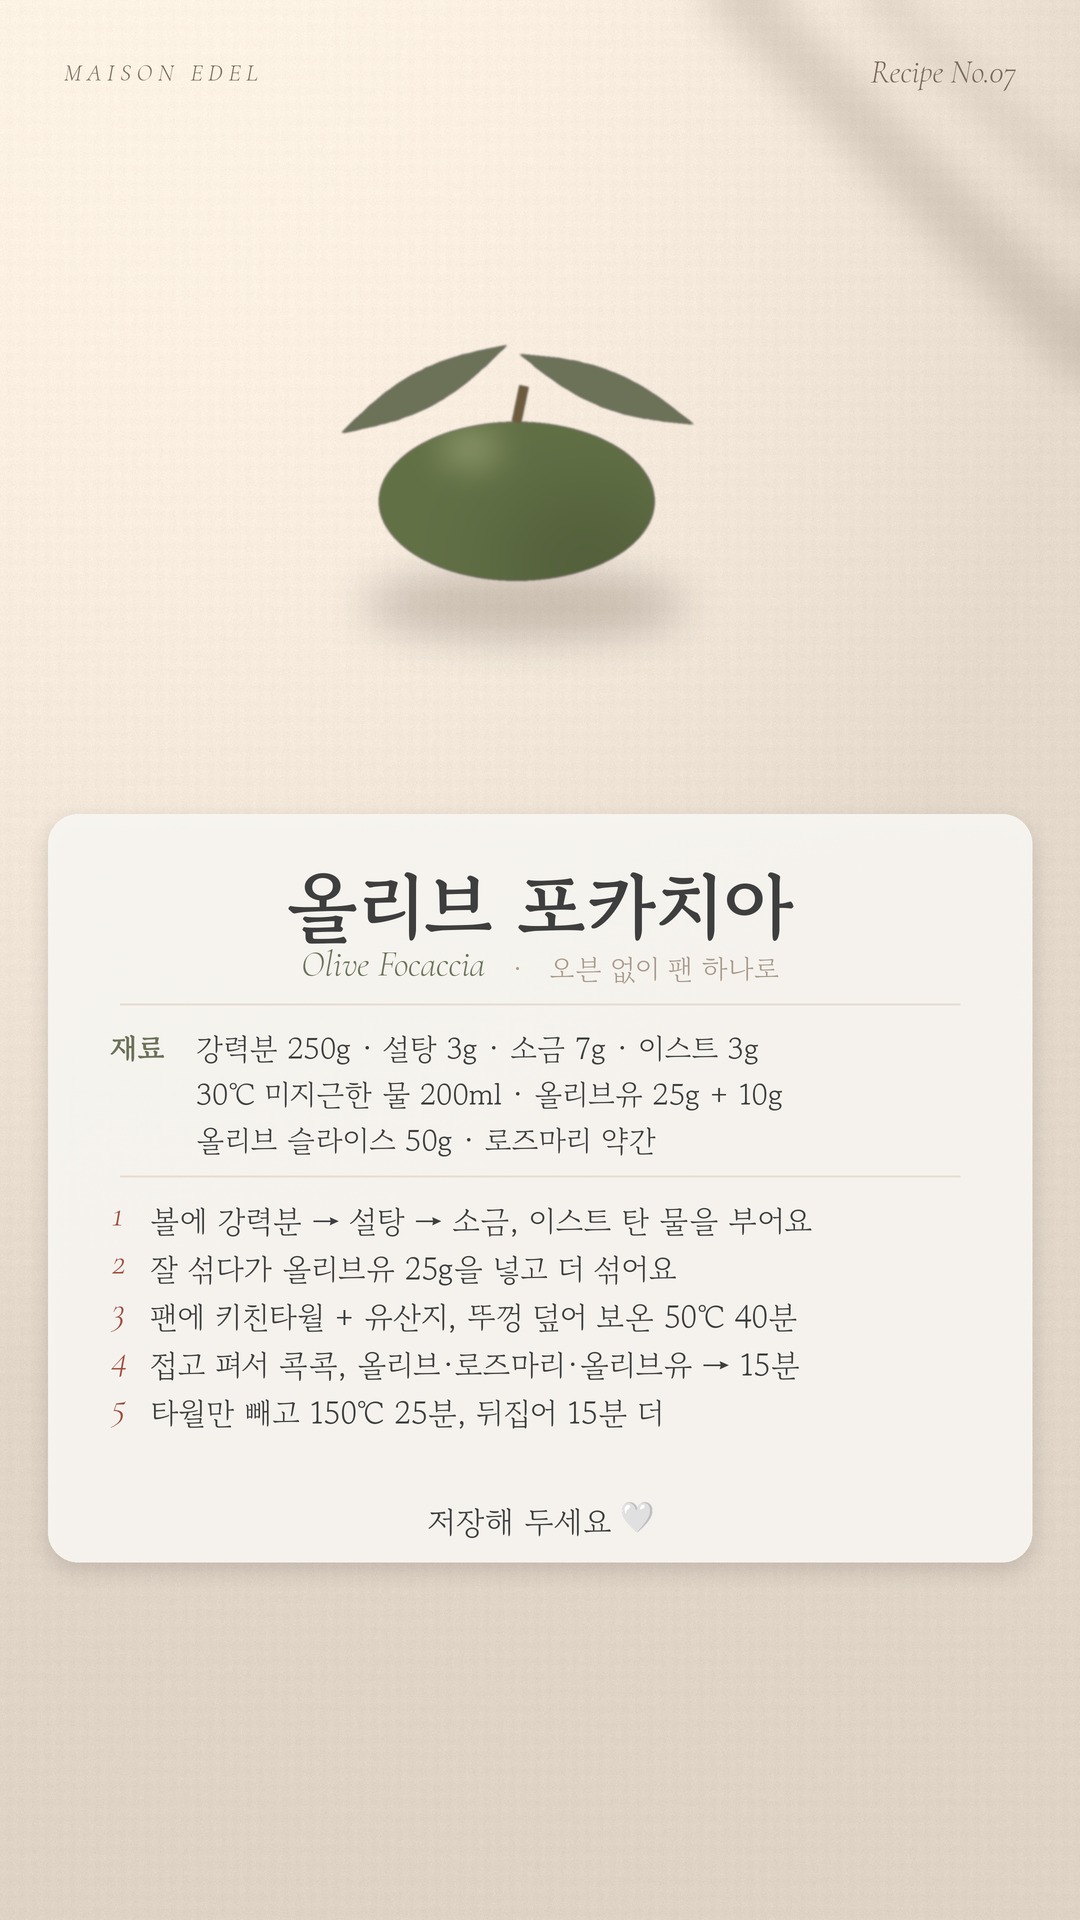 MAISON EDEL
Recipe No.07
올리브 포카치아
Olive Focaccia · 오븐 없이 팬 하나로
재료 강력분 250g · 설탕 3g · 소금 7g · 이스트 3g
30℃ 미지근한 물 200ml · 올리브유 25g + 10g
올리브 슬라이스 50g · 로즈마리 약간
1 볼에 강력분 → 설탕 → 소금, 이스트 탄 물을 부어요
2 잘 섞다가 올리브유 25g을 넣고 더 섞어요
3 팬에 키친타월 + 유산지, 뚜껑 덮어 보온 50℃ 40분
4 접고 펴서 콕콕, 올리브·로즈마리·올리브유 → 15분
5 타월만 빼고 150℃ 25분, 뒤집어 15분 더
저장해 두세요 🤍